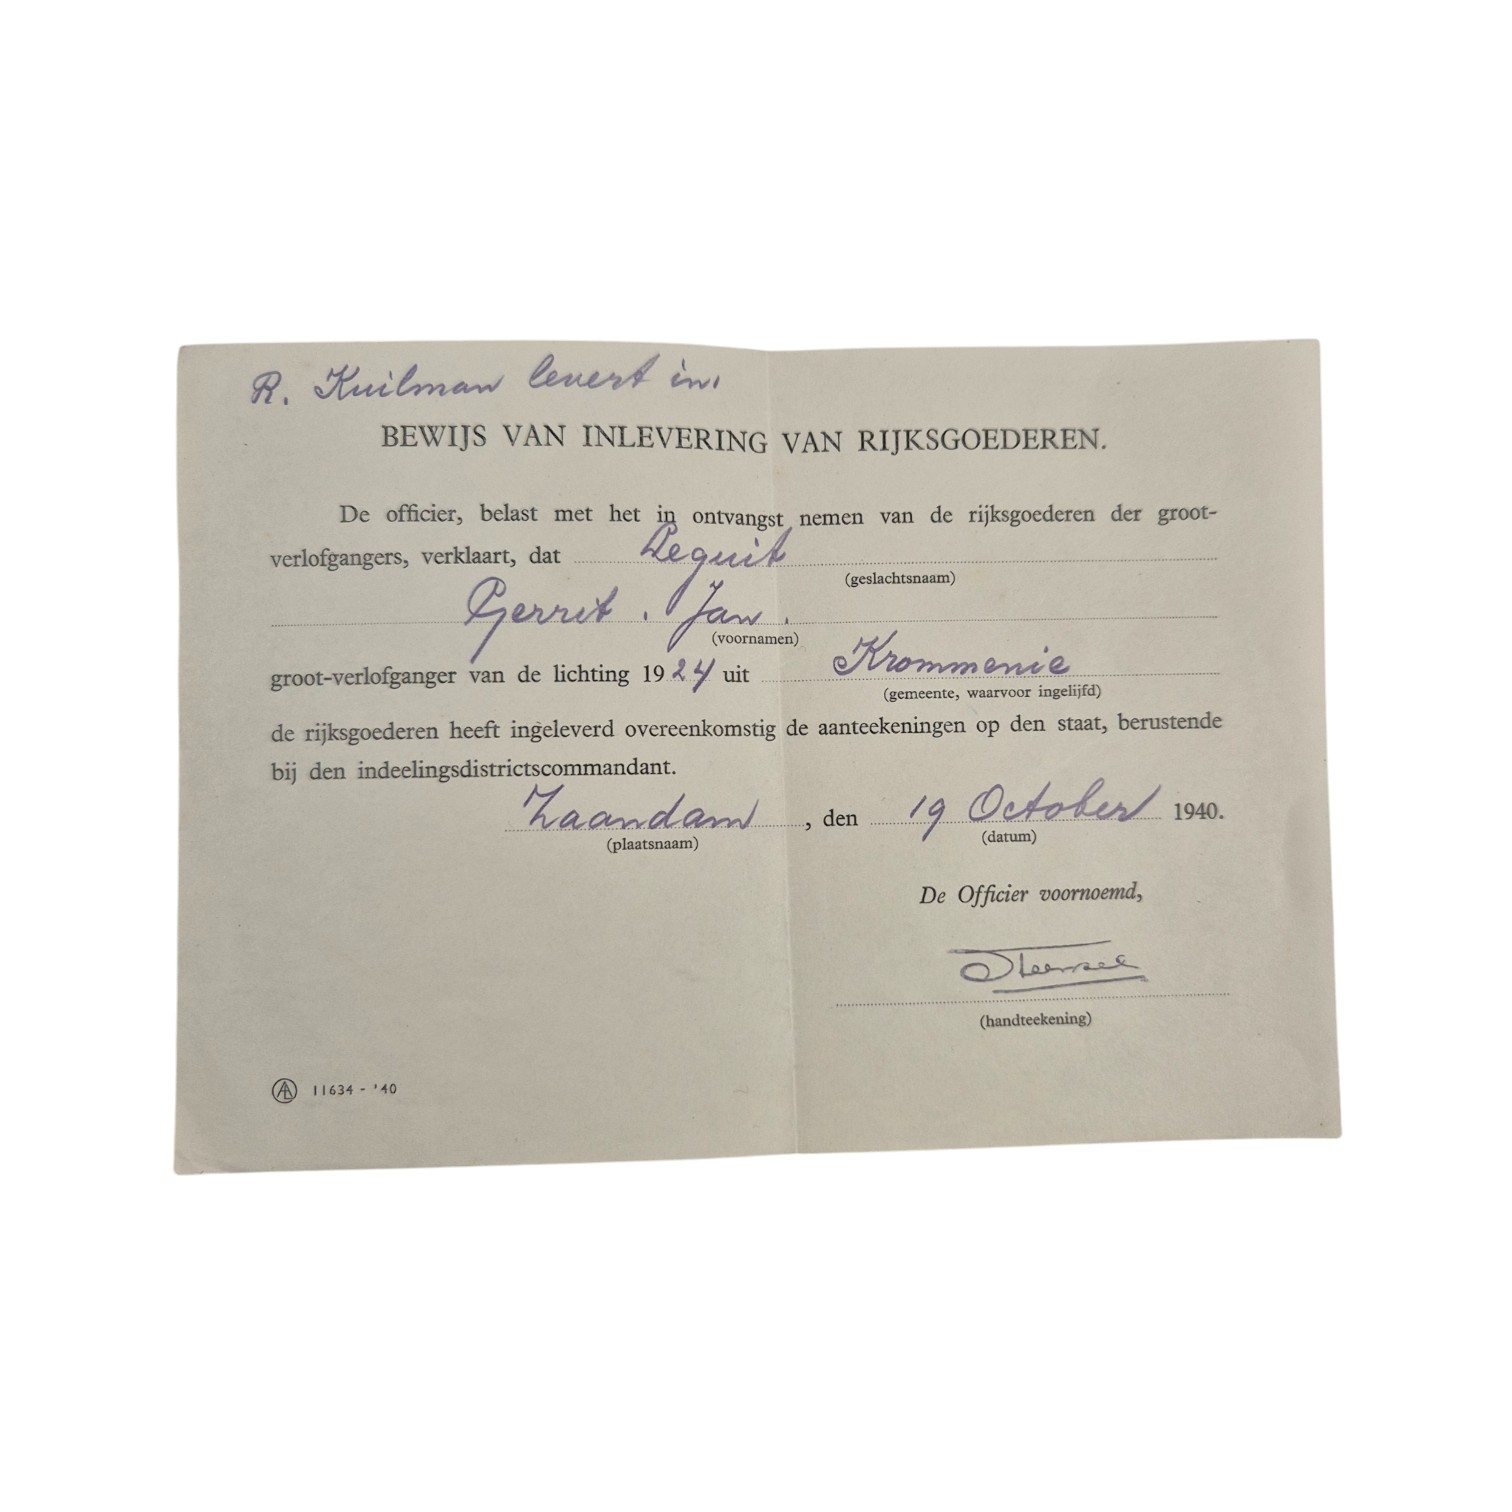 R. Kuilman levert in.
BEWIJS VAN INLEVERING VAN RIJKSGOEDEREN.
De officier, belast met het in ontvangst nemen van de rijksgoederen der groot-
verlofgangers, verklaart, dat Pequit
(geslachtsnaam)
Gerrit. Jan.
(voornamen)
groot-verlofganger van de lichting 1924 uit Krommenie
(gemeente, waarvoor ingelijfd)
de rijksgoederen heeft ingeleverd overeenkomstig de aanteekeningen op den staat, berustende
bij den indeelingsdistrictscommandant.
Zaandam, den 19 October 1940.
(plaatsnaam) (datum)
De Officier voornoemd,
(handteekening)
AL 11634 - '40